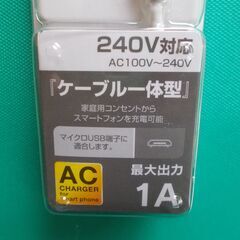 240V対応
AC100V～240V
『ケーブル一体型』
家庭用コンセントから
スマートフォンを充電可能
マイクロUSB端子に
適合します。
AC
CHARGER
for
smart phone
最大出力
1A